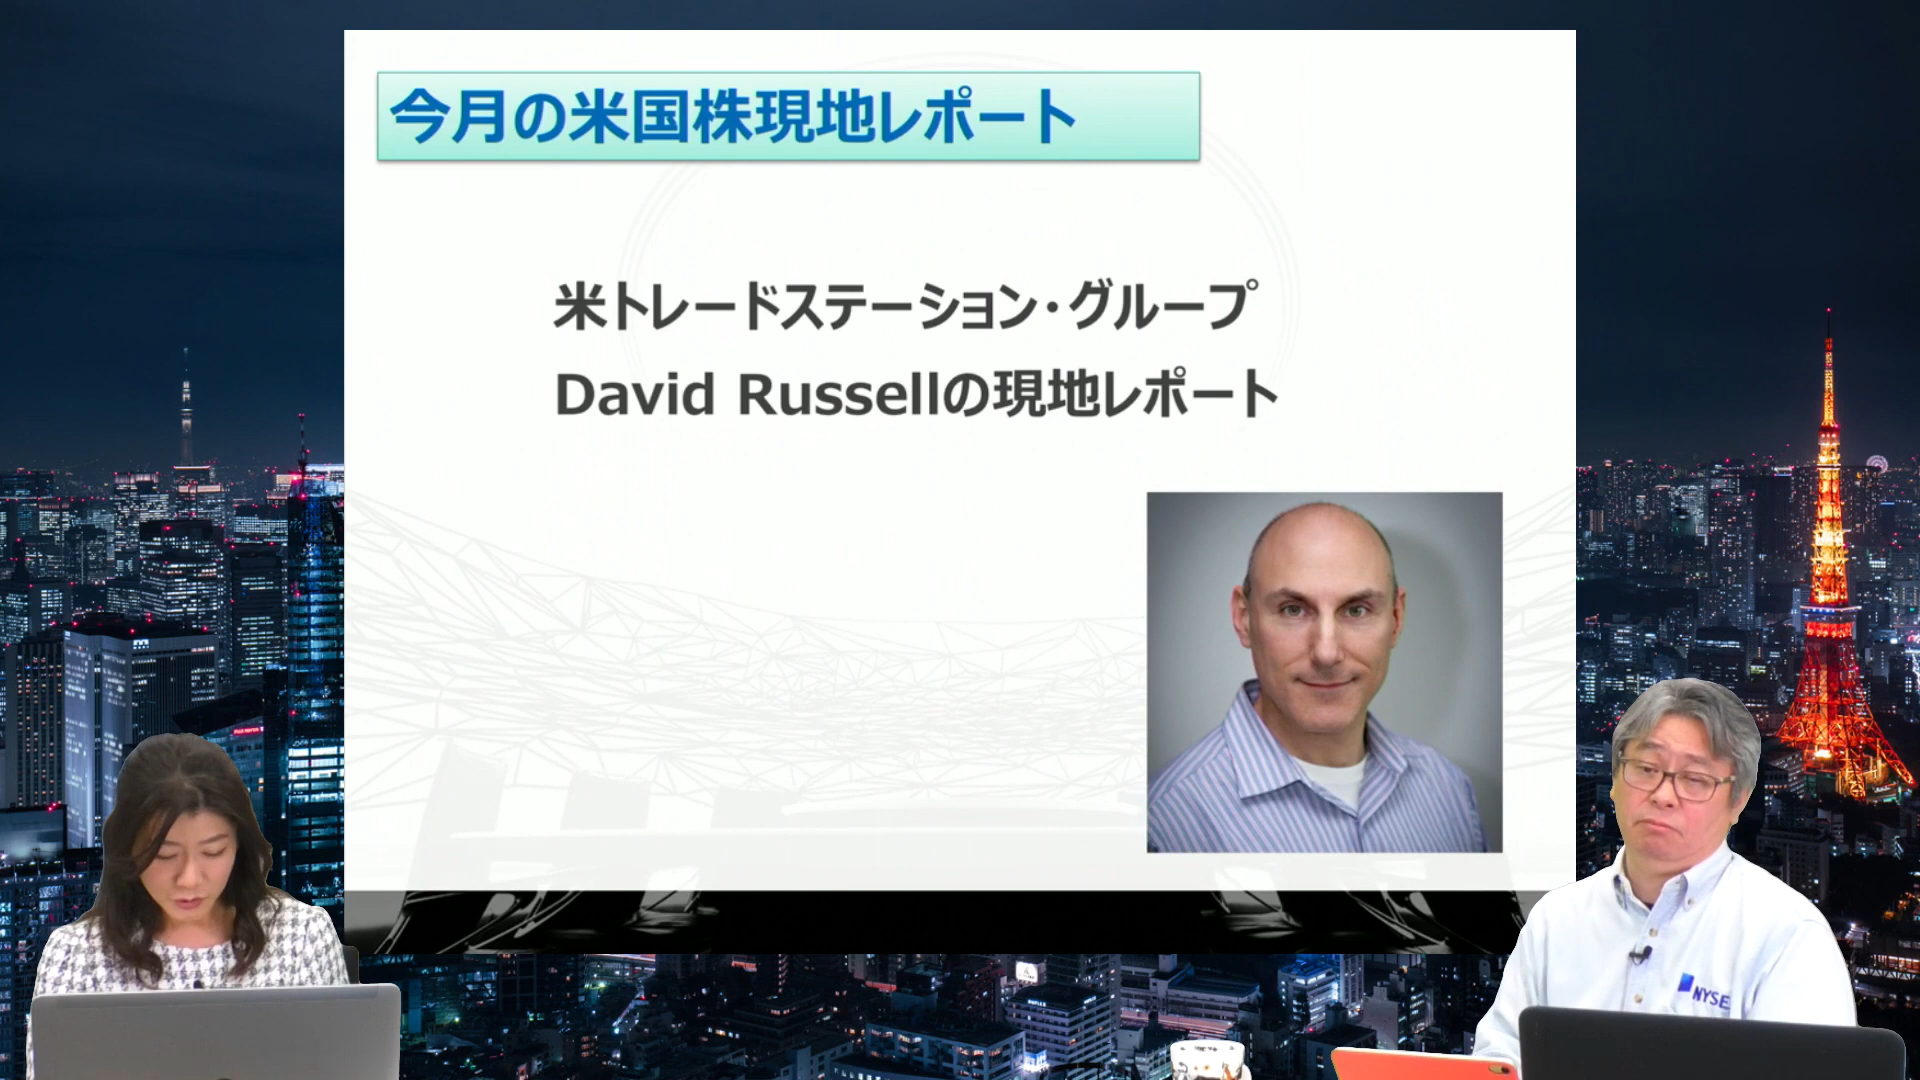 今月の米国株現地レポート
米トレードステーション・グループ
David Russellの現地レポート
NYSE